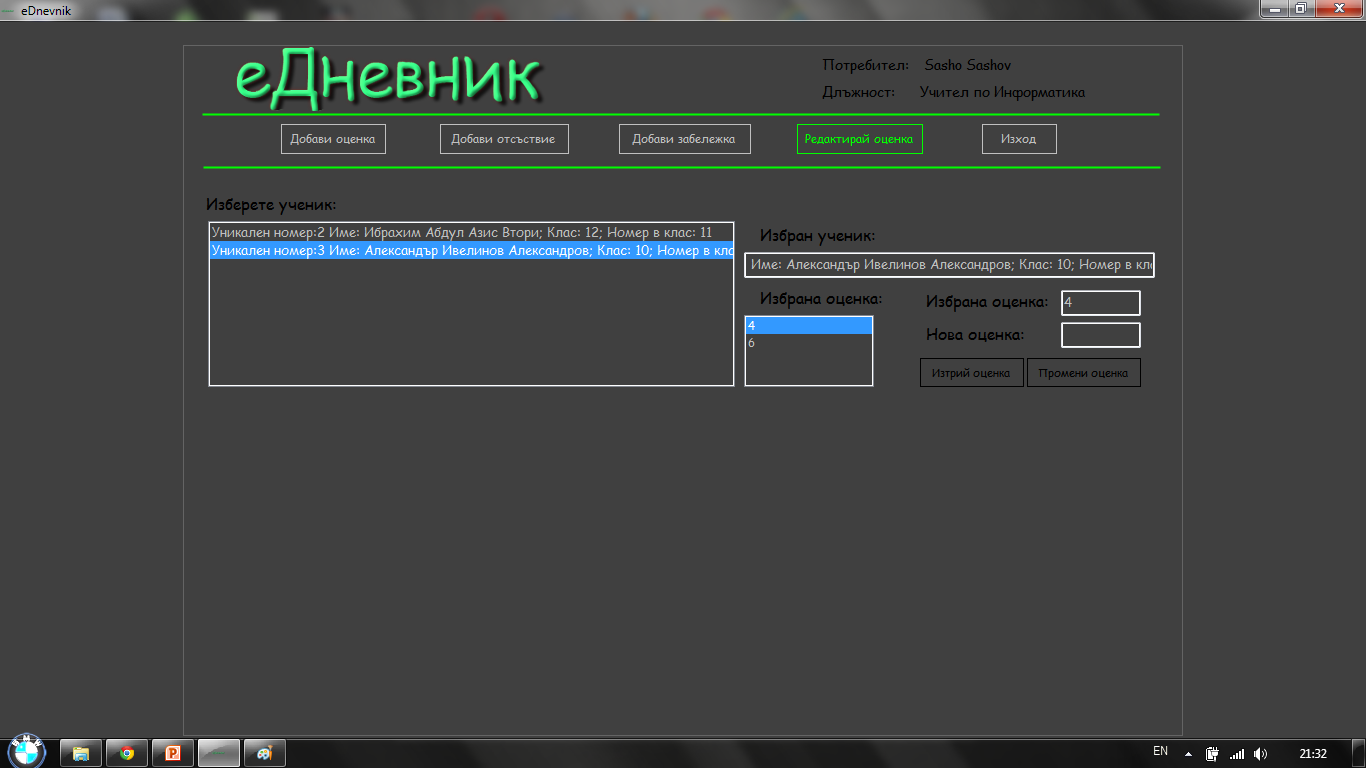 eDnevnik
еДневник
Потребител: Sasho Sashov
Длъжност: Учител по Информатика
Добави оценка Добави отсъствие Добави забележка Редактирай оценка Изход
Изберете ученик:
Уникален номер:2 Име: Ибрахим Абдул Азис Втори; Клас: 12; Номер в клас: 11
Уникален номер:3 Име: Александър Ивелинов Александров; Клас: 10; Номер в кла
Избран ученик:
Име: Александър Ивелинов Александров; Клас: 10; Номер в кла
Избрана оценка:
4
6
Избрана оценка: 4
Нова оценка:
Изтрий оценка Промени оценка
BMW
EN 21:32